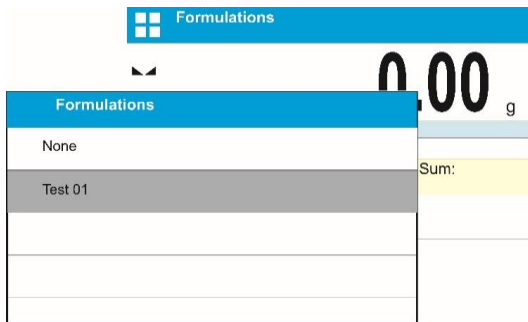 Formulations
0.00 g
Formulations
None
Sum:
Test 01